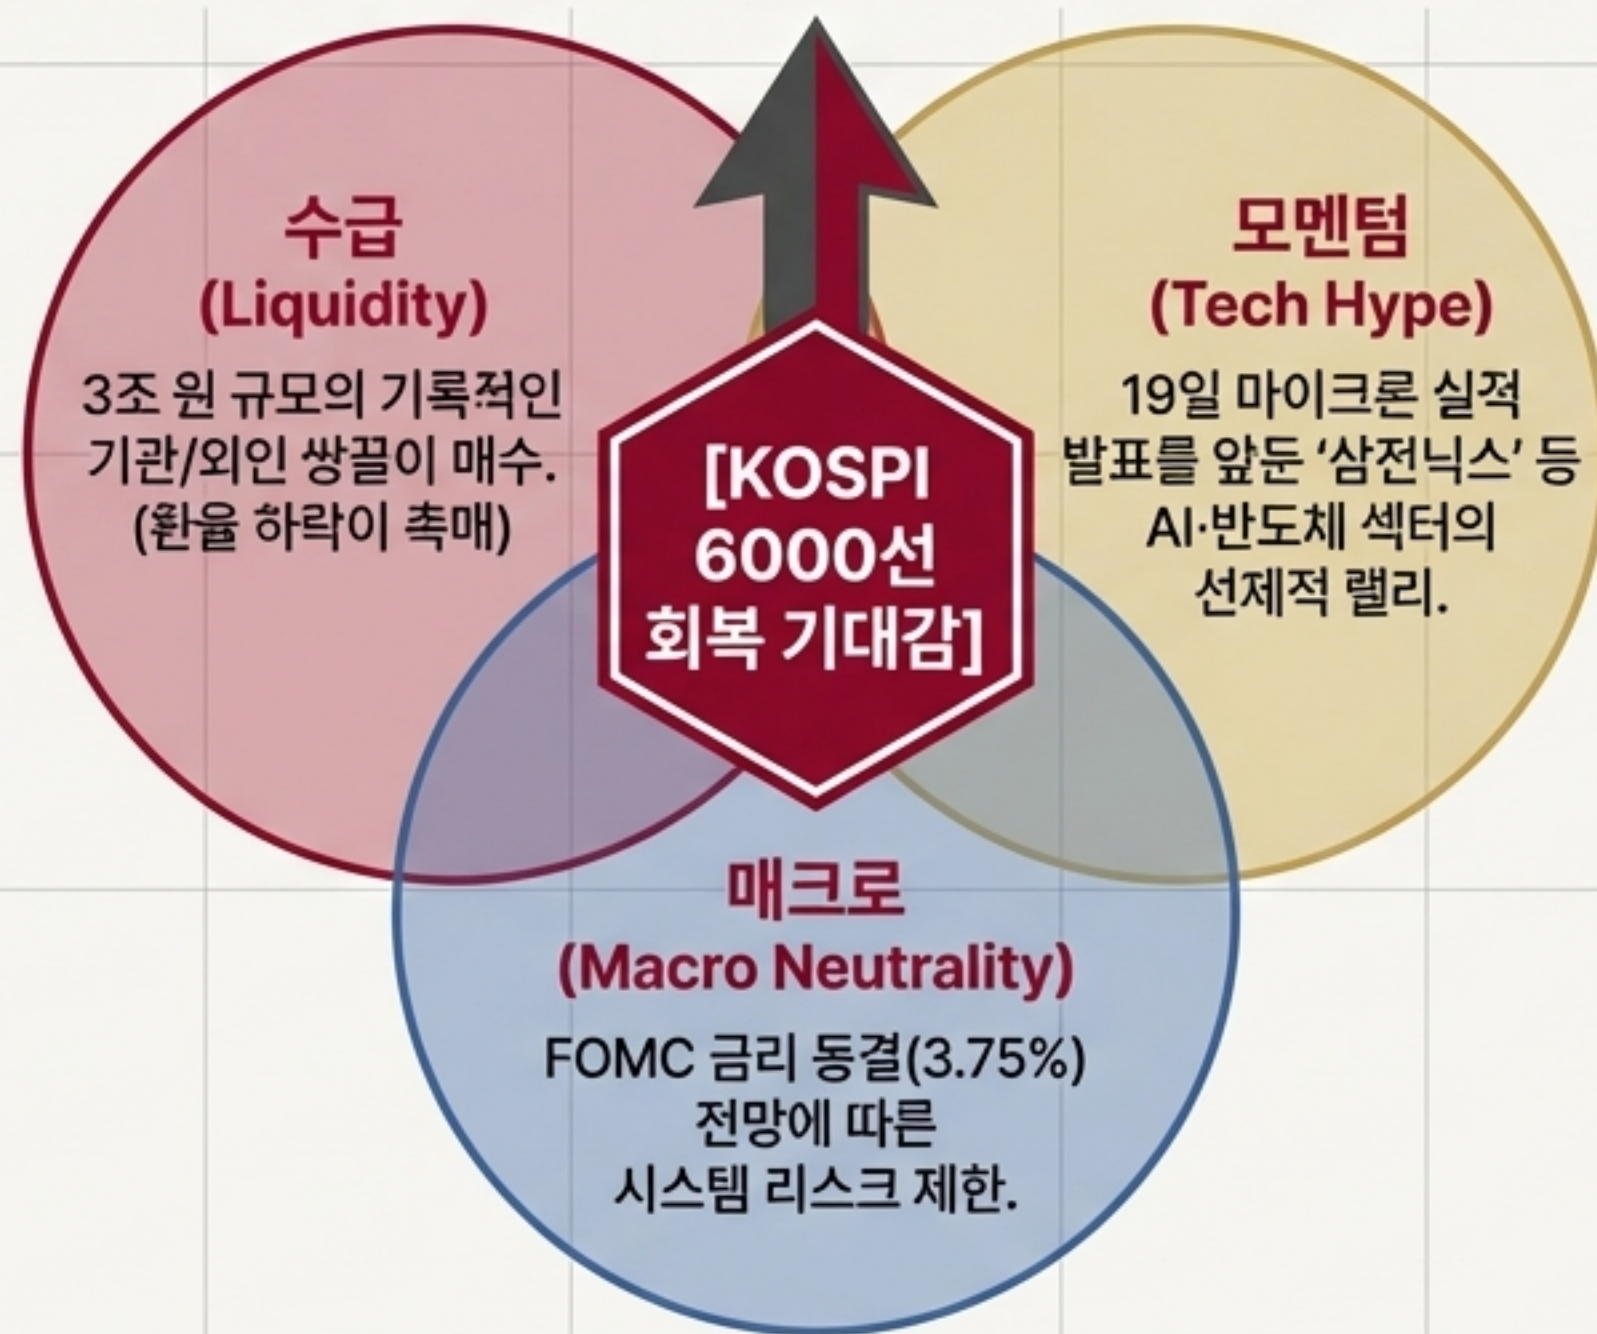 수급
(Liquidity)
3조 원 규모의 기록적인
기관/외인 쌍끌이 매수.
(환율 하락이 촉매)
모멘텀
(Tech Hype)
19일 마이크론 실적
발표를 앞둔 ‘삼전닉스’ 등
AI·반도체 섹터의
선제적 랠리.
[KOSPI
6000선
회복 기대감]
매크로
(Macro Neutrality)
FOMC 금리 동결(3.75%)
전망에 따른
시스템 리스크 제한.